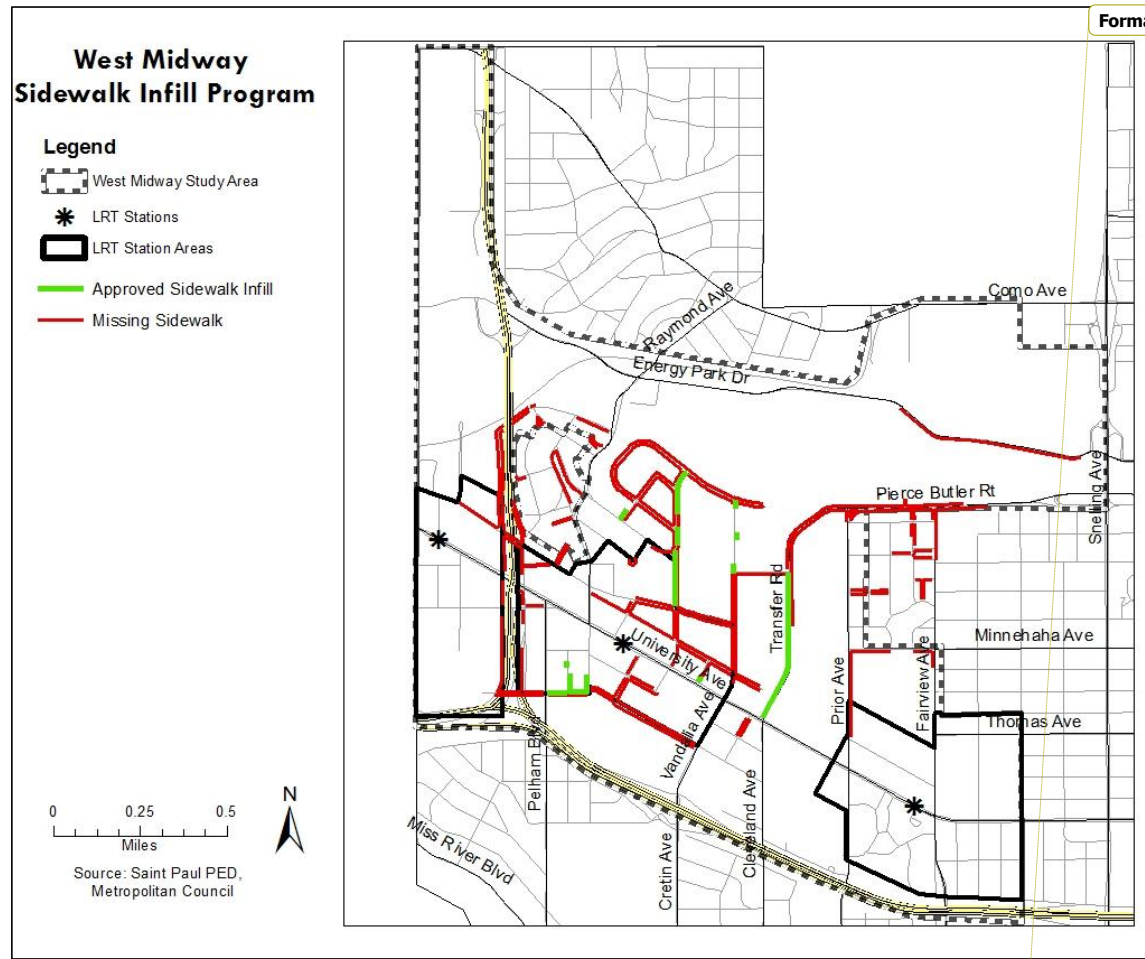 Forma
West Midway
Sidewalk Infill Program
Legend
West Midway Study Area
LRT Stations
LRT Station Areas
Approved Sidewalk Infill
Missing Sidewalk
Como Ave
Raymond Ave
Energy Park Dr
Pierce Butler Rt
Snelling Ave
Transfer Rd
Minnehaha Ave
University Ave
Prior Ave
Fairview Ave
Thomas Ave
Vandalia Ave
Pelham Blvd
Cleveland Ave
Cretin Ave
Miss River Blvd
0 0.25 0.5
Miles
N
Source: Saint Paul PED,
Metropolitan Council